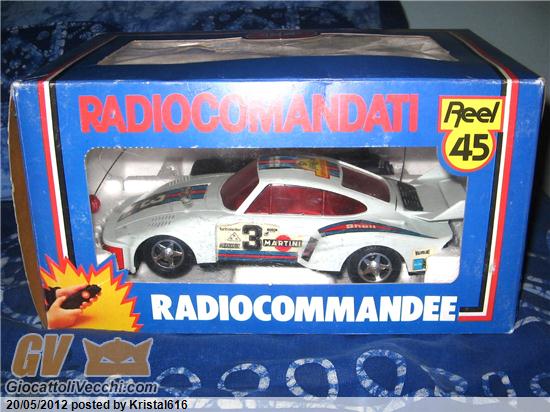 RADIOCOMANDATI
Reel
45
3
MARTINI
Shell
RADIOCOMMANDEE
GV
GiocattoliVecchi.com
20/05/2012 posted by Kristal616